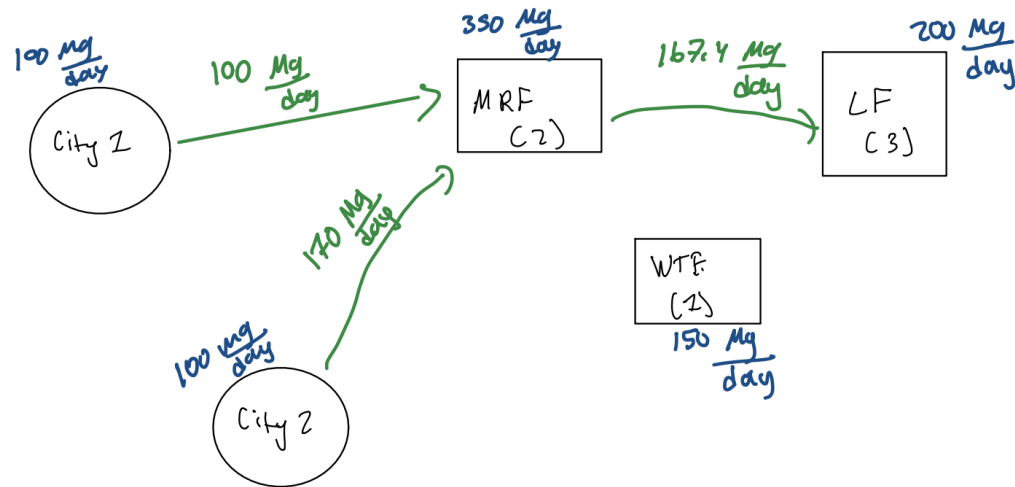 100 Mg/day
City 1
100 Mg/day
350 Mg/day
MRF
(2)
167.4 Mg/day
200 Mg/day
LF
(3)
170 Mg/day
WTE
(1)
150 Mg/day
100 Mg/day
City 2